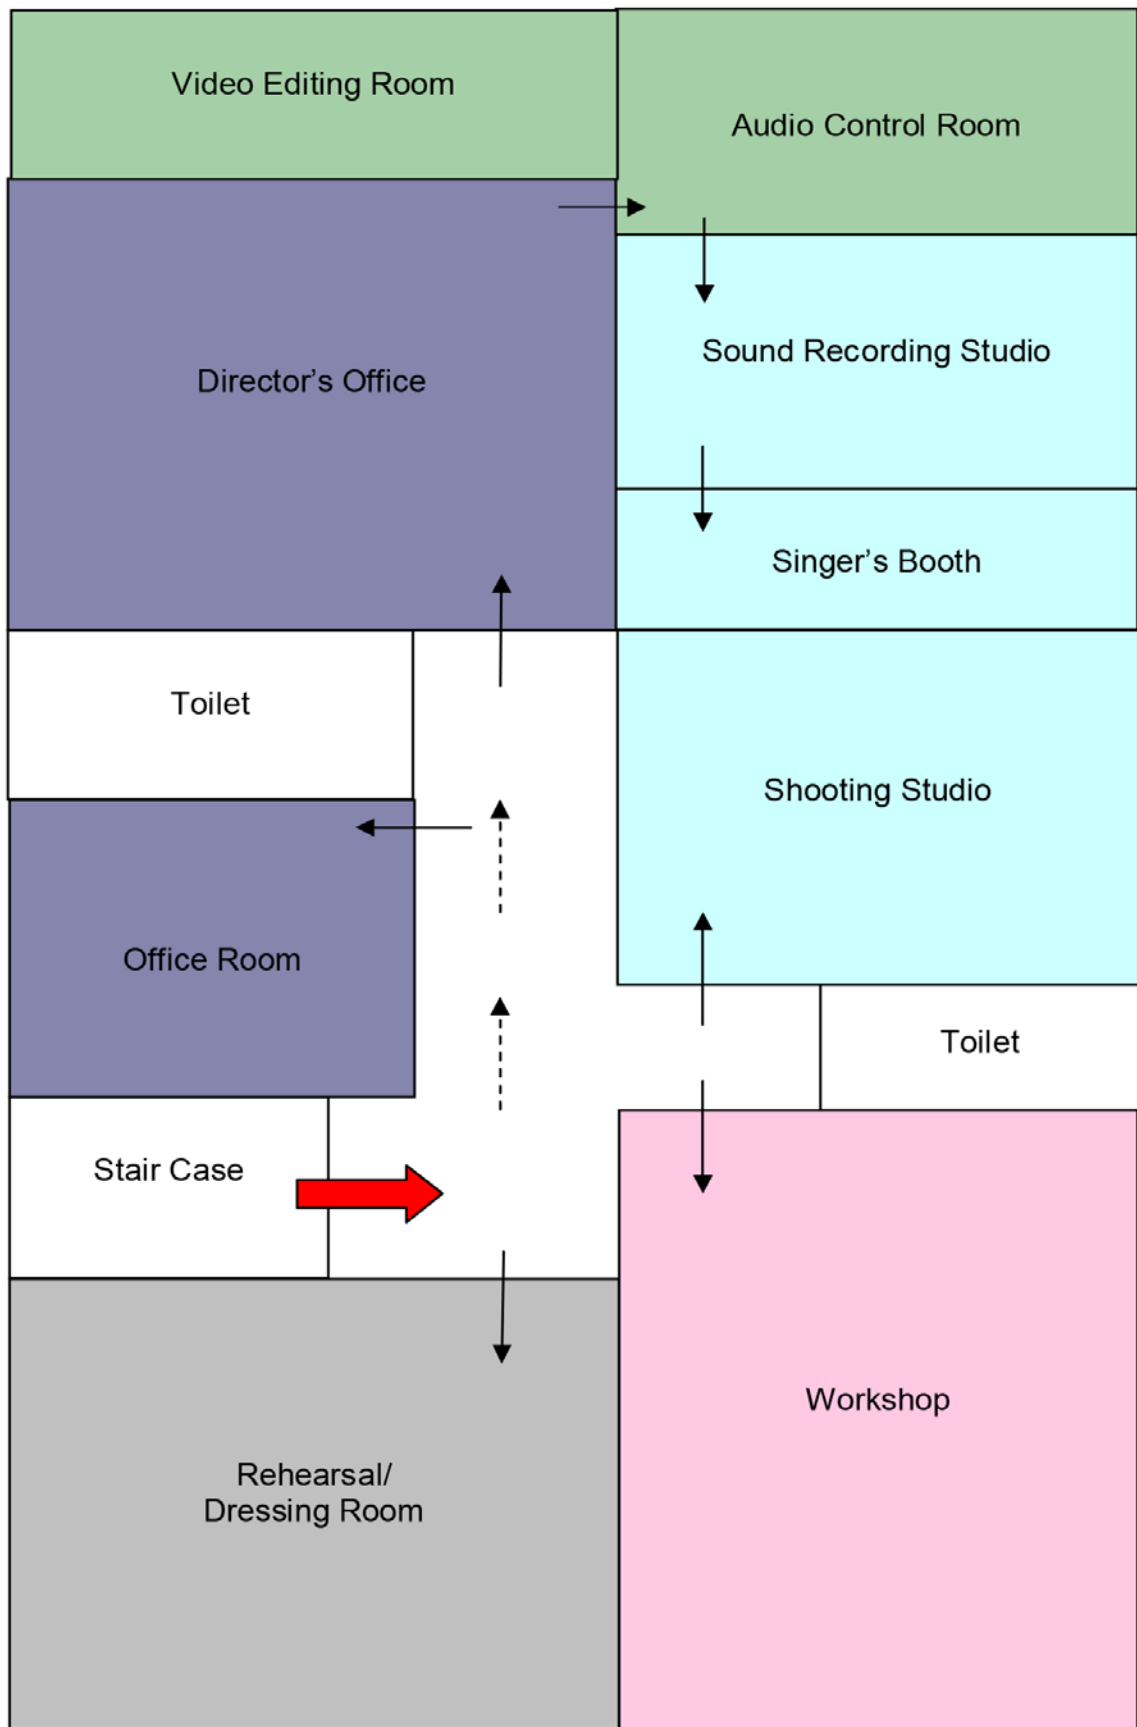 Video Editing Room
Audio Control Room
Director’s Office
Sound Recording Studio
Singer’s Booth
Toilet
Shooting Studio
Office Room
Toilet
Stair Case
Workshop
Rehearsal/
Dressing Room